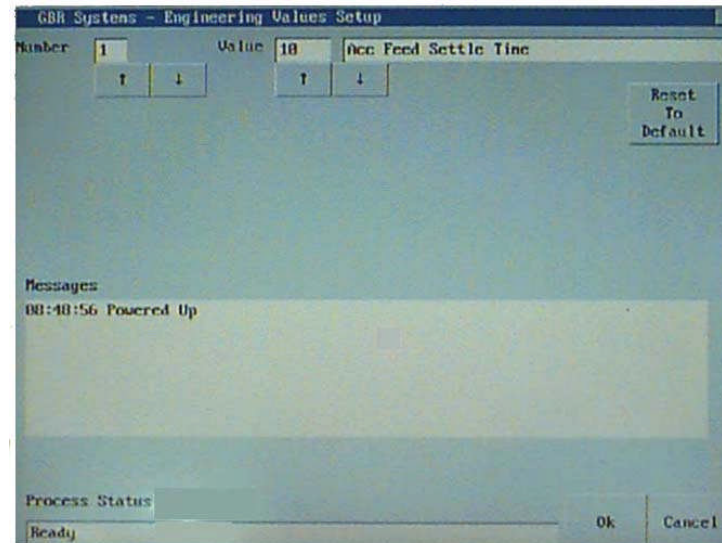 GBR Systems - Engineering Values Setup
Number 1 Value 10 Acc Feed Settle Time
↑ ↓ ↑ ↓
Reset
To
Default
Messages
08:48:56 Powered Up
Process Status
Ready
Ok Cancel